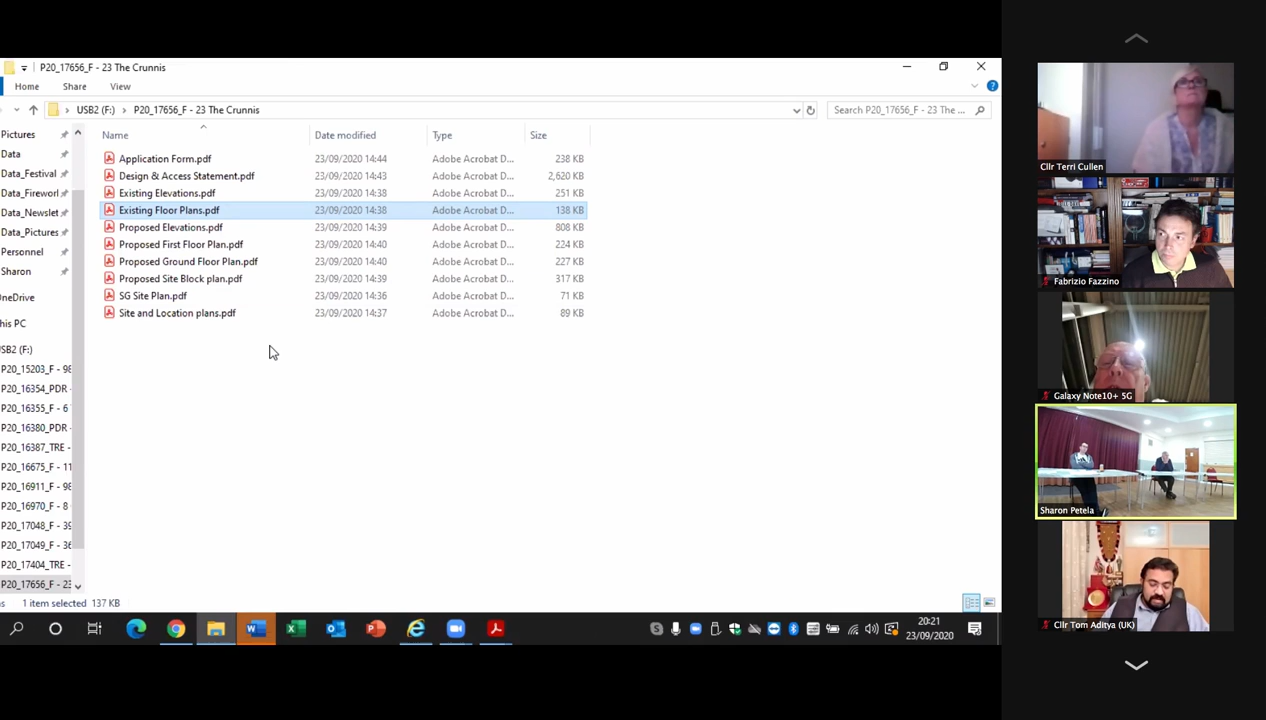 P20_17656_F - 23 The Crunnis
Home Share View
USB2 (F:) > P20_17656_F - 23 The Crunnis
Search P20_17656_F - 23 The ...
Name Date modified Type Size
Application Form.pdf 23/09/2020 14:44 Adobe Acrobat D... 238 KB
Design & Access Statement.pdf 23/09/2020 14:43 Adobe Acrobat D... 2,620 KB
Existing Elevations.pdf 23/09/2020 14:38 Adobe Acrobat D... 251 KB
Existing Floor Plans.pdf 23/09/2020 14:38 Adobe Acrobat D... 138 KB
Proposed Elevations.pdf 23/09/2020 14:39 Adobe Acrobat D... 808 KB
Proposed First Floor Plan.pdf 23/09/2020 14:40 Adobe Acrobat D... 224 KB
Proposed Ground Floor Plan.pdf 23/09/2020 14:40 Adobe Acrobat D... 227 KB
Proposed Site Block plan.pdf 23/09/2020 14:39 Adobe Acrobat D... 317 KB
SG Site Plan.pdf 23/09/2020 14:36 Adobe Acrobat D... 71 KB
Site and Location plans.pdf 23/09/2020 14:37 Adobe Acrobat D... 89 KB
Pictures
Data
Data_Festival
Data_Firewor
Data_Newslet
Data_Pictures
Personnel
Sharon
OneDrive
his PC
SB2 (F:)
P20_15203_F - 98
P20_16354_PDR -
P20_16355_F - 6
P20_16380_PDR -
P20_16387_TRE -
P20_16675_F - 11
P20_16911_F - 98
P20_16970_F - 8
P20_17048_F - 39
P20_17049_F - 36
P20_17404_TRE -
P20_17656_F - 23
s 1 item selected 137 KB
20:21
23/09/2020
Cllr Terri Cullen
Fabrizio Fazzino
Galaxy Note10+ 5G
Sharon Petela
Cllr Tom Aditya (UK)